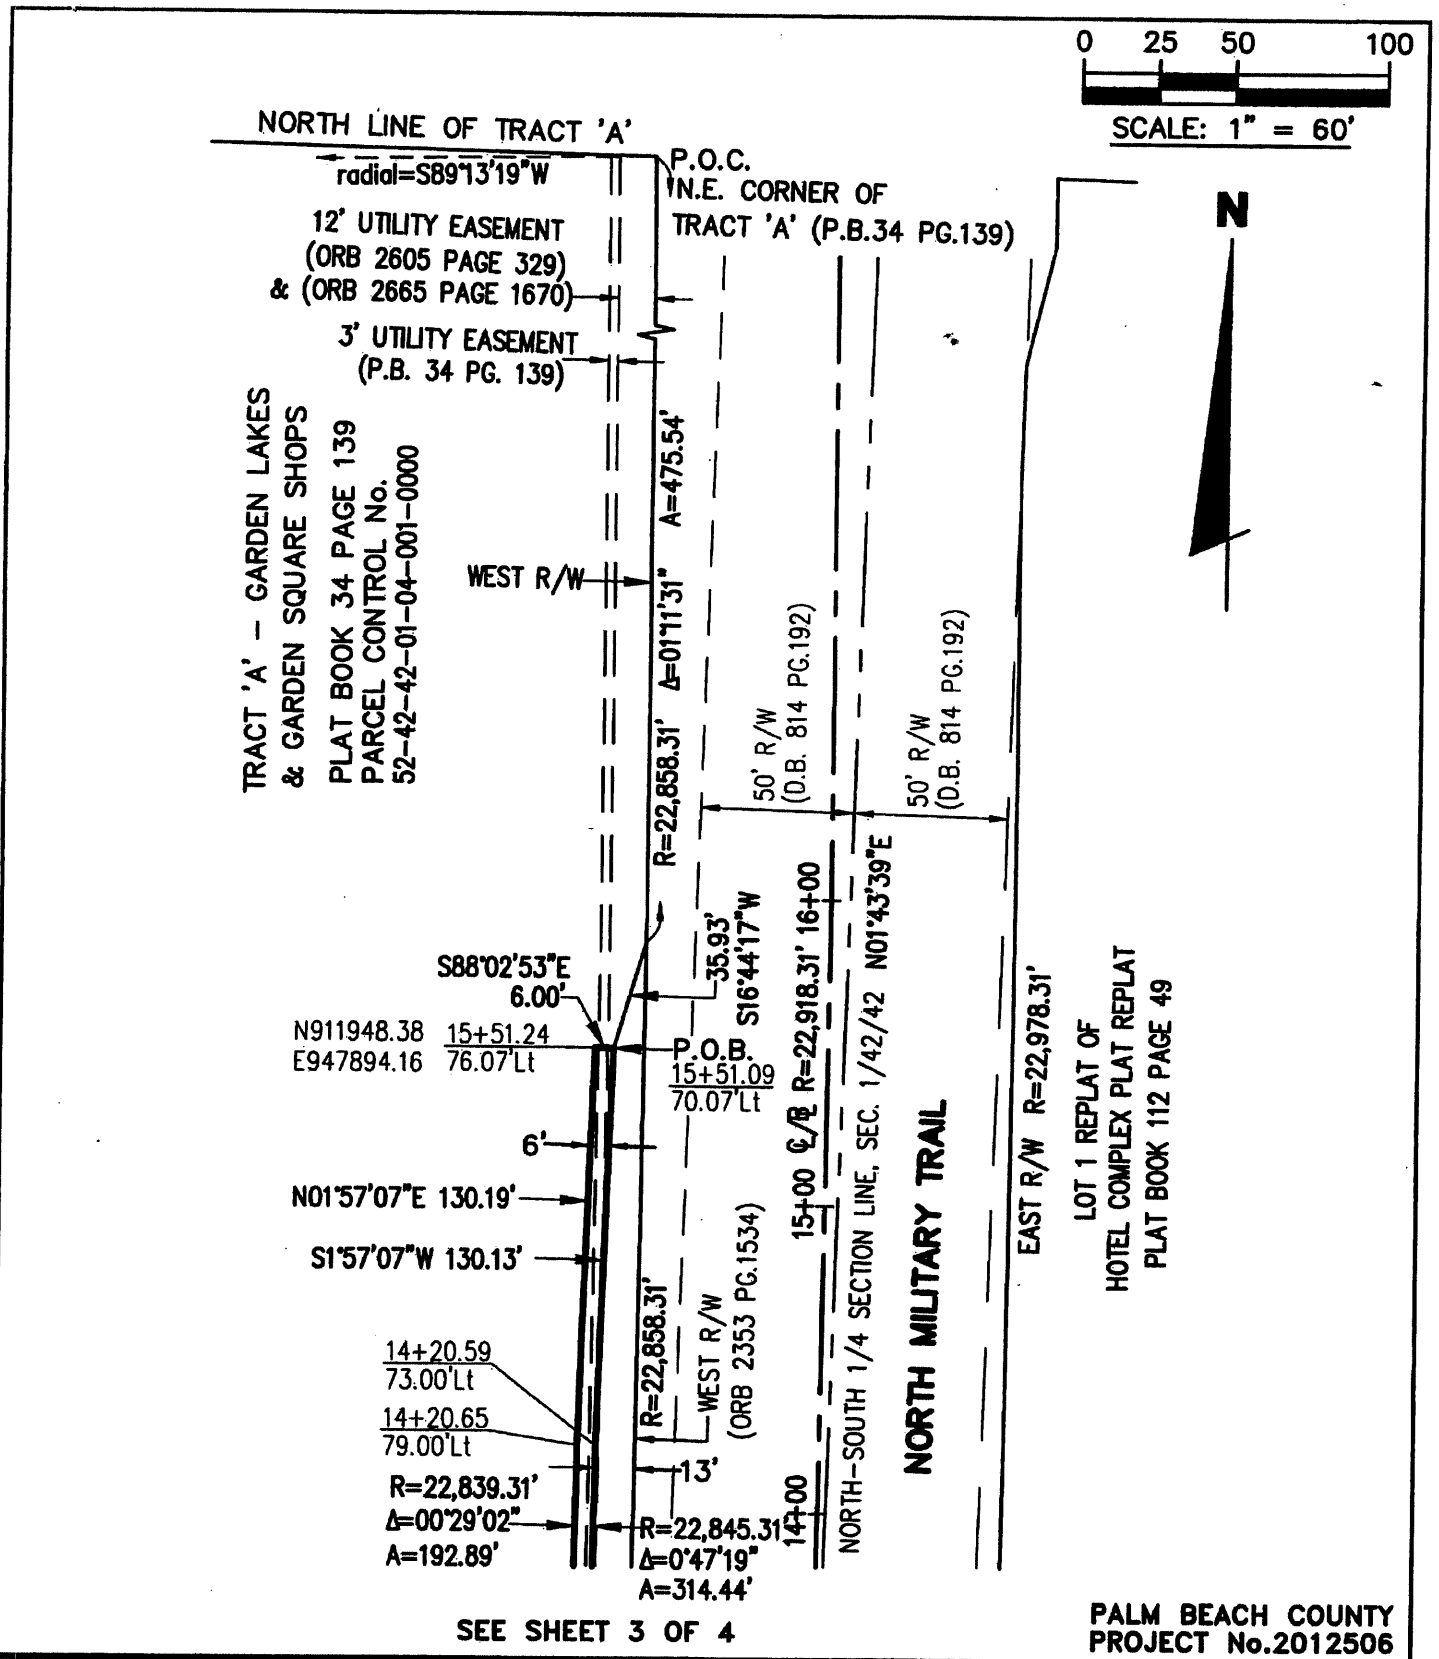 0 25 50 100
SCALE: 1" = 60'
NORTH LINE OF TRACT 'A'
radial=S89°13'19"W
P.O.C.
N.E. CORNER OF
TRACT 'A' (P.B.34 PG.139)
N
12' UTILITY EASEMENT
(ORB 2605 PAGE 329)
& (ORB 2665 PAGE 1670)
3' UTILITY EASEMENT
(P.B. 34 PG. 139)
TRACT 'A' - GARDEN LAKES
& GARDEN SQUARE SHOPS
PLAT BOOK 34 PAGE 139
PARCEL CONTROL No.
52-42-42-01-04-001-0000
WEST R/W
R=22,858.31' Δ=01°11'31" A=475.54'
50' R/W
(D.B. 814 PG.192)
50' R/W
(D.B. 814 PG.192)
S88°02'53"E
6.00'
35.93'
S16°44'17"W
N911948.38
E947894.16
15+51.24
76.07'Lt
P.O.B.
15+51.09
70.07'Lt
6'
N01°57'07"E 130.19'
S1°57'07"W 130.13'
14+20.59
73.00'Lt
14+20.65
79.00'Lt
R=22,839.31'
Δ=00°29'02"
A=192.89'
R=22,858.31'
WEST R/W
(ORB 2353 PG.1534)
13'
R=22,845.31'
Δ=0°47'19"
A=314.44'
14+00
15+00 C/B R=22,918.31' 16+00
NORTH-SOUTH 1/4 SECTION LINE, SEC. 1/42/42 N01°43'39"E
NORTH MILITARY TRAIL
EAST R/W R=22,978.31'
LOT 1 REPLAT OF
HOTEL COMPLEX PLAT REPLAT
PLAT BOOK 112 PAGE 49
SEE SHEET 3 OF 4
PALM BEACH COUNTY
PROJECT No.2012506